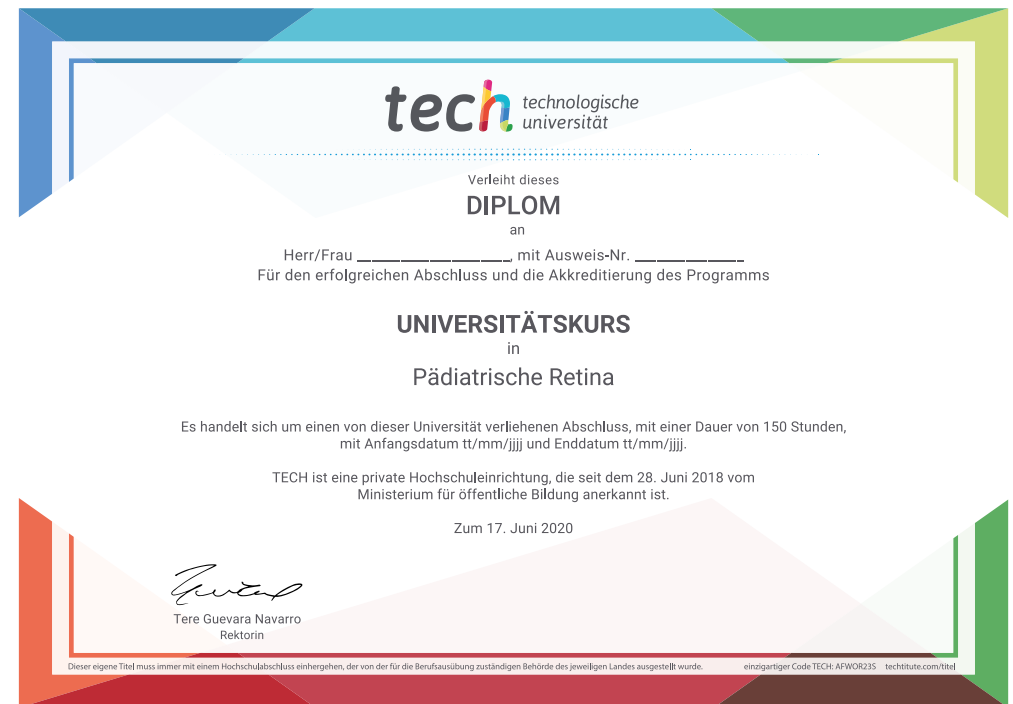 tech technologische
universität
Verleiht dieses
DIPLOM
an
Herr/Frau ____________________, mit Ausweis-Nr. ______________
Für den erfolgreichen Abschluss und die Akkreditierung des Programms
UNIVERSITÄTSKURS
in
Pädiatrische Retina
Es handelt sich um einen von dieser Universität verliehenen Abschluss, mit einer Dauer von 150 Stunden,
mit Anfangsdatum tt/mm/jjjj und Enddatum tt/mm/jjjj.
TECH ist eine private Hochschuleinrichtung, die seit dem 28. Juni 2018 vom
Ministerium für öffentliche Bildung anerkannt ist.
Zum 17. Juni 2020
Tere Guevara Navarro
Rektorin
Dieser eigene Titel muss immer mit einem Hochschulabschluss einhergehen, der von der für die Berufsausübung zuständigen Behörde des jeweiligen Landes ausgestellt wurde. einzigartiger Code TECH: AFWOR23S techtitute.com/titel